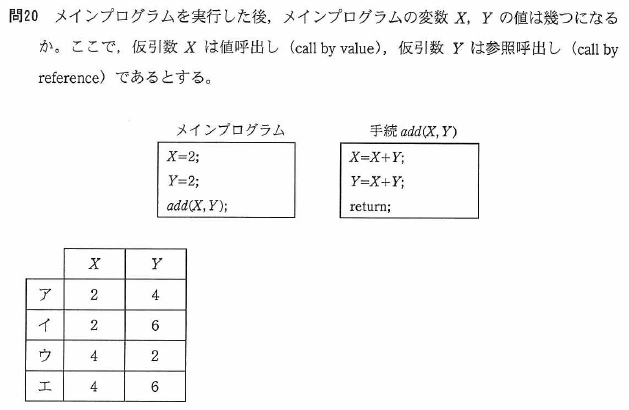 問20 メインプログラムを実行した後，メインプログラムの変数 X，Y の値は幾つになる
か。ここで，仮引数 X は値呼出し（call by value），仮引数 Y は参照呼出し（call by
reference）であるとする。
メインプログラム
X=2;
Y=2;
add(X,Y);
手続 add(X,Y)
X=X+Y;
Y=X+Y;
return;
X Y
ア 2 4
イ 2 6
ウ 4 2
エ 4 6